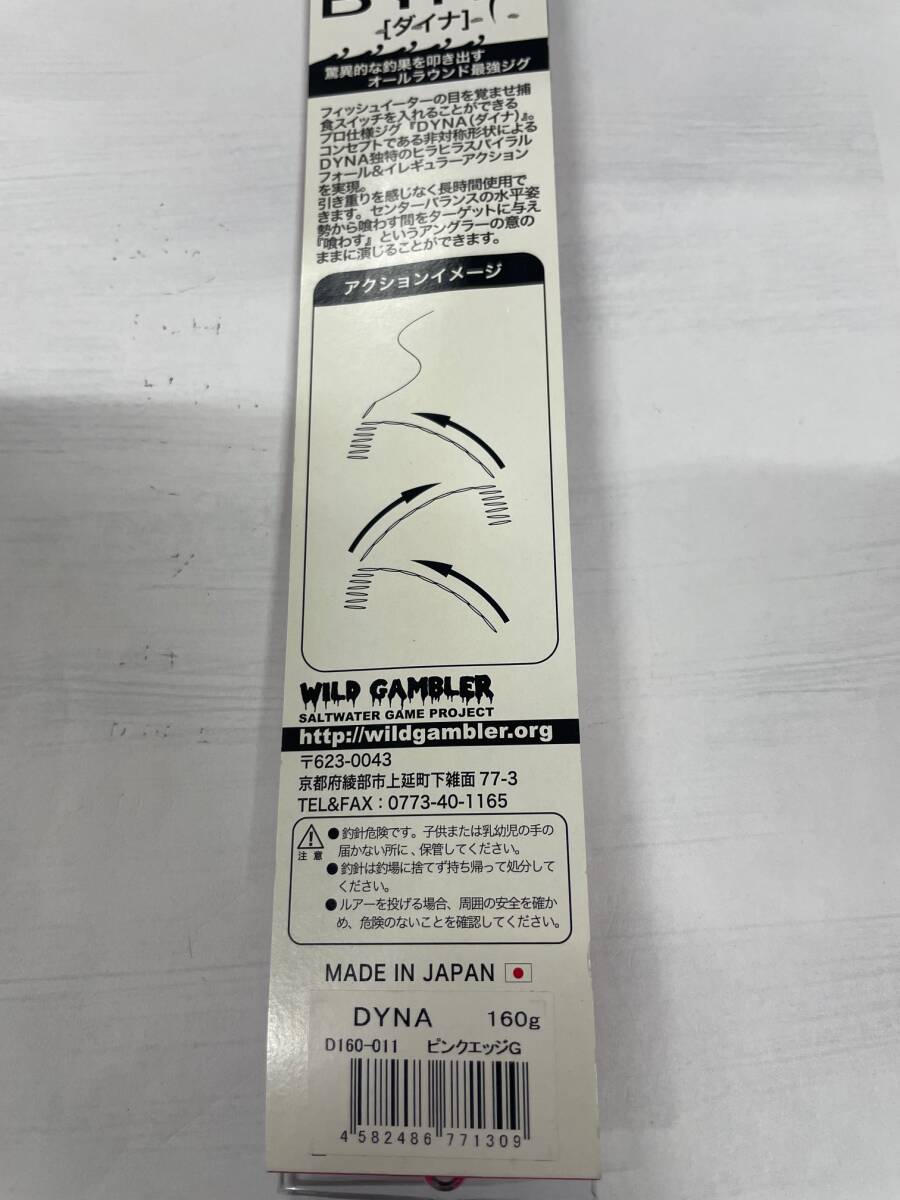 DYNA
[ダイナ]
驚異的な釣果を叩き出す
オールラウンド最強ジグ
フィッシュイーターの目を覚ませ捕
食スイッチを入れることができる
プロ仕様ジグ『DYNA(ダイナ)』。
コンセプトである非対称形状による
DYNA独特のヒラヒラスパイラル
フォール&イレギュラーアクション
を実現。
引き重りを感じなく長時間使用で
きます。センターバランスの水平姿
勢から喰わす間をターゲットに与え
『喰わす』というアングラーの意の
ままに演じることができます。
アクションイメージ
WILD GAMBLER
SALTWATER GAME PROJECT
http://wildgambler.org
〒623-0043
京都府綾部市上延町下雑面 77-3
TEL&FAX : 0773-40-1165
注 意
● 釣針危険です。子供または乳幼児の手の
届かない所に、保管してください。
● 釣針は釣場に捨てず持ち帰って処分して
ください。
● ルアーを投げる場合、周囲の安全を確か
め、危険のないことを確認してください。
MADE IN JAPAN
DYNA 160g
D160-011 ピンクエッジG
4 582486 771309